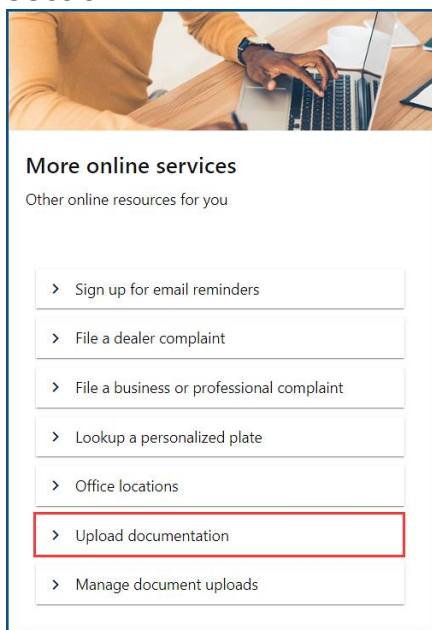 More online services
Other online resources for you
Sign up for email reminders
File a dealer complaint
File a business or professional complaint
Lookup a personalized plate
Office locations
Upload documentation
Manage document uploads